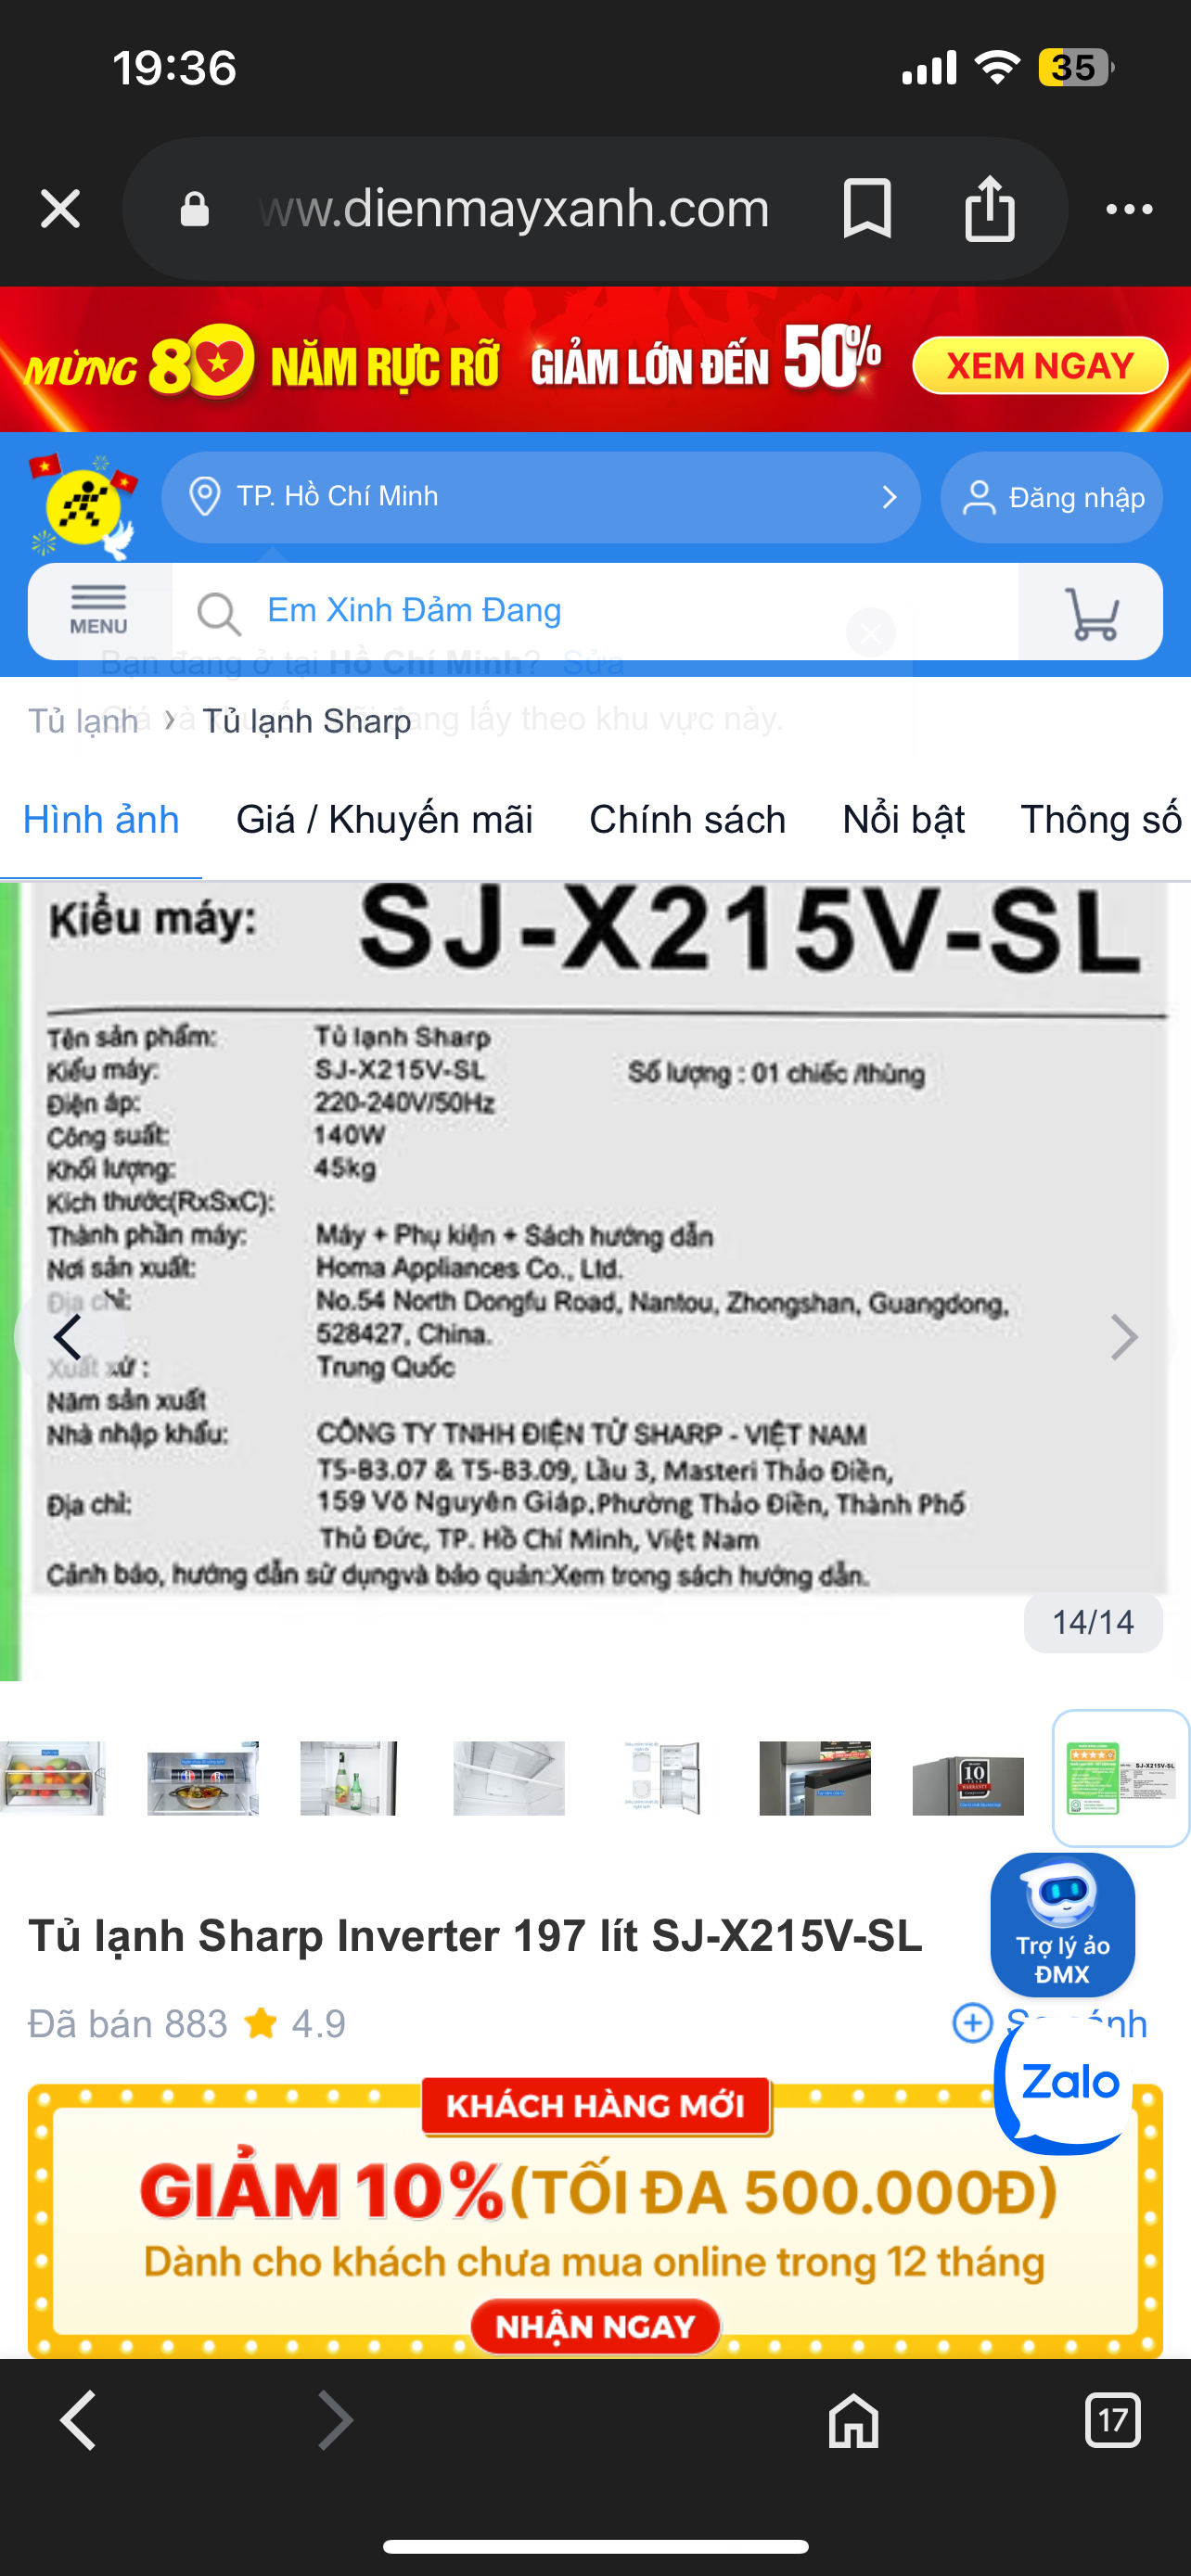 19:36
35
ww.dienmayxanh.com
MỪNG 80 NĂM RỰC RỠ GIẢM LỚN ĐẾN 50% XEM NGAY
TP. Hồ Chí Minh
Đăng nhập
MENU
Em Xinh Đảm Đang
Bạn đang ở tại Hồ Chí Minh? Sửa
Giá và khuyến mãi đang lấy theo khu vực này.
Tủ lạnh › Tủ lạnh Sharp
Hình ảnh Giá / Khuyến mãi Chính sách Nổi bật Thông số
Kiểu máy: SJ-X215V-SL
Tên sản phẩm: Tủ lạnh Sharp
Kiểu máy: SJ-X215V-SL Số lượng : 01 chiếc /thùng
Điện áp: 220-240V/50Hz
Công suất: 140W
Khối lượng: 45kg
Kích thước(RxSxC):
Thành phần máy: Máy + Phụ kiện + Sách hướng dẫn
Nơi sản xuất: Homa Appliances Co., Ltd.
Địa chỉ: No.54 North Dongfu Road, Nantou, Zhongshan, Guangdong,
528427, China.
Xuất xứ : Trung Quốc
Năm sản xuất
Nhà nhập khẩu: CÔNG TY TNHH ĐIỆN TỬ SHARP - VIỆT NAM
T5-B3.07 & T5-B3.09, Lầu 3, Masteri Thảo Điền,
Địa chỉ: 159 Võ Nguyên Giáp,Phường Thảo Điền, Thành Phố
Thủ Đức, TP. Hồ Chí Minh, Việt Nam
Cảnh báo, hướng dẫn sử dụngvà bảo quản:Xem trong sách hướng dẫn.
14/14
10
SJ-X215V-SL
Tủ lạnh Sharp Inverter 197 lít SJ-X215V-SL
Trợ lý ảo
ĐMX
Đã bán 883 4.9
So sánh
Zalo
KHÁCH HÀNG MỚI
GIẢM 10% (TỐI ĐA 500.000Đ)
Dành cho khách chưa mua online trong 12 tháng
NHẬN NGAY
17